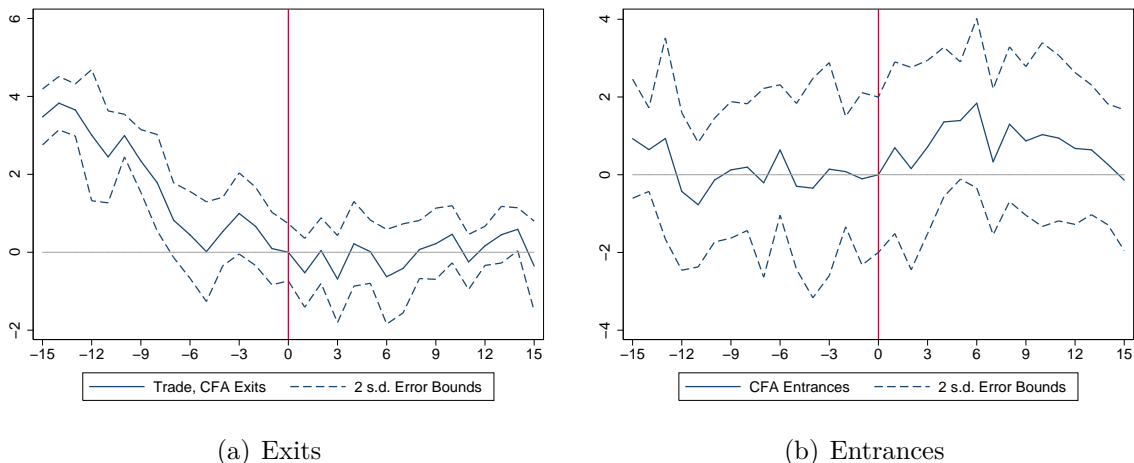 6
4
2
0
−2
−15 −12 −9 −6 −3 0 3 6 9 12 15
Trade, CFA Exits 2 s.d. Error Bounds
(a) Exits
4
2
0
−2
−4
−15 −12 −9 −6 −3 0 3 6 9 12 15
CFA Entrances 2 s.d. Error Bounds
(b) Entrances